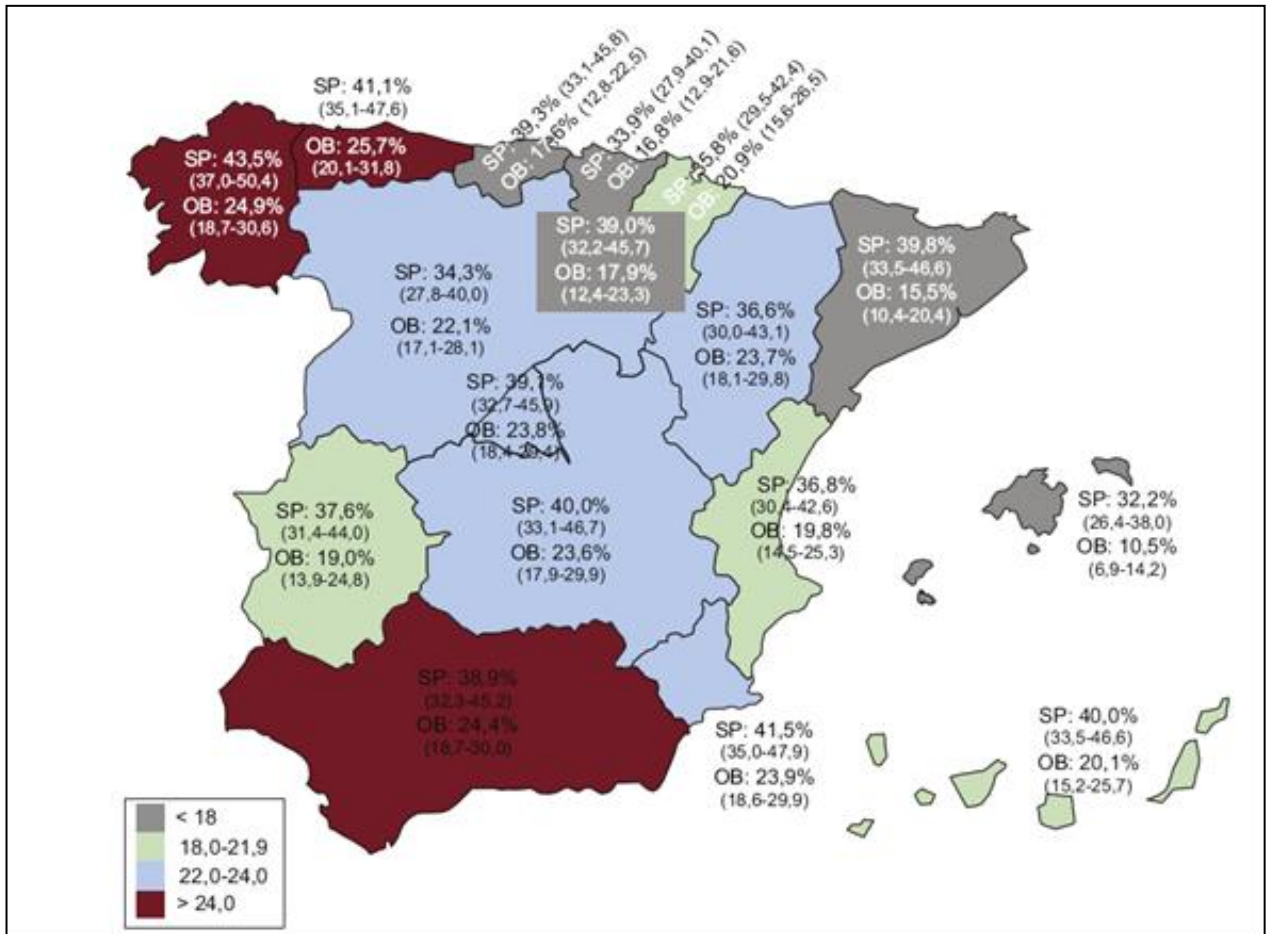 SP: 41,1%
(35,1-47,6)
OB: 25,7%
(20,1-31,8)
SP: 43,5%
(37,0-50,4)
OB: 24,9%
(18,7-30,6)
SP: 39,3% (33,1-45,8)
OB: 17,6% (12,8-22,5)
SP: 33,9% (27,9-40,1)
OB: 16,8% (12,9-21,6)
SP: (29,5-42,4)
OB: 20,9% (15,6-26,5)
SP: 39,0%
(32,2-45,7)
OB: 17,9%
(12,4-23,3)
SP: 39,8%
(33,5-46,6)
OB: 15,5%
(10,4-20,4)
SP: 34,3%
(27,8-40,0)
OB: 22,1%
(17,1-28,1)
SP: 36,6%
(30,0-43,1)
OB: 23,7%
(18,1-29,8)
SP: 39,1%
(32,7-45,9)
OB: 23,8%
SP: 37,6%
(31,4-44,0)
OB: 19,0%
(13,9-24,8)
SP: 40,0%
(33,1-46,7)
OB: 23,6%
(17,9-29,9)
SP: 36,8%
(30,4-42,6)
OB: 19,8%
(14,5-25,3)
SP: 32,2%
(26,4-38,0)
OB: 10,5%
(6,9-14,2)
SP: 38,9%
(32,3-45,2)
OB: 24,4%
(18,7-30,0)
SP: 41,5%
(35,0-47,9)
OB: 23,9%
(18,6-29,9)
SP: 40,0%
(33,5-46,6)
OB: 20,1%
(15,2-25,7)
< 18
18,0-21,9
22,0-24,0
> 24,0